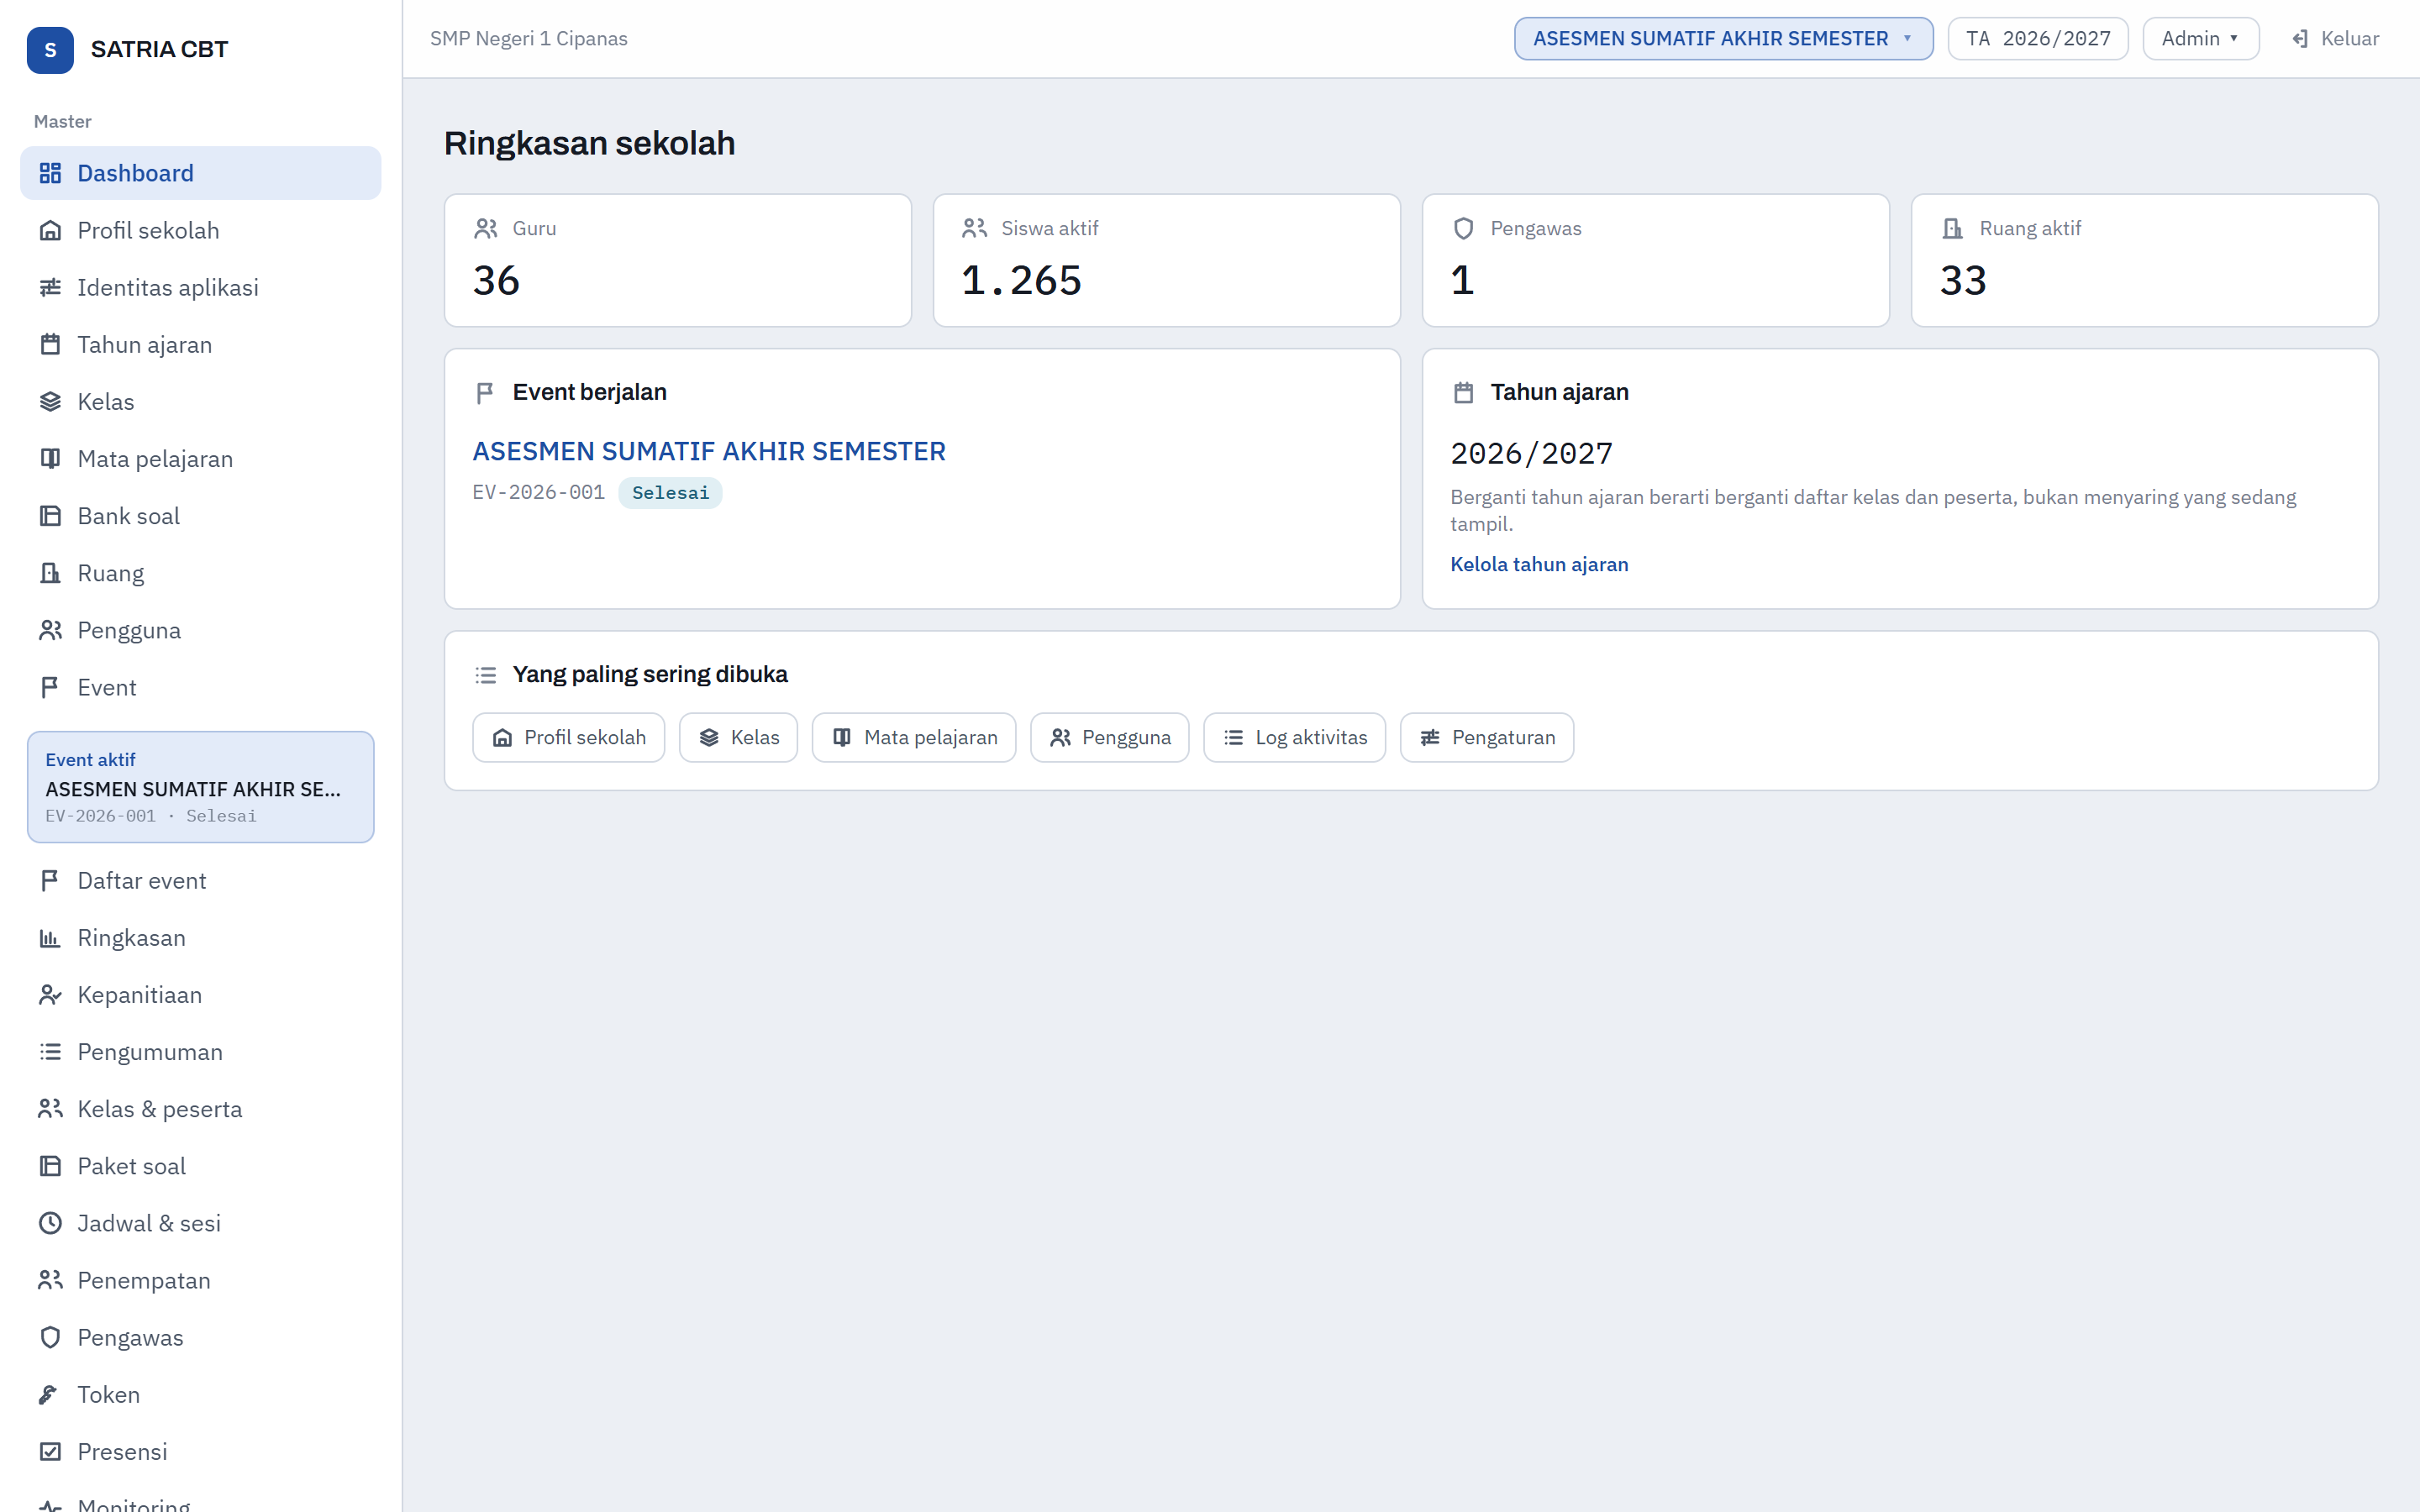 S
SATRIA CBT
SMP Negeri 1 Cipanas
ASESMEN SUMATIF AKHIR SEMESTER
TA 2026/2027
Admin
Keluar
Master
Dashboard
Profil sekolah
Identitas aplikasi
Tahun ajaran
Kelas
Mata pelajaran
Bank soal
Ruang
Pengguna
Event
Event aktif
ASESMEN SUMATIF AKHIR SE...
EV-2026-001 · Selesai
Daftar event
Ringkasan
Kepanitiaan
Pengumuman
Kelas & peserta
Paket soal
Jadwal & sesi
Penempatan
Pengawas
Token
Presensi
Monitoring
Ringkasan sekolah
Guru
36
Siswa aktif
1.265
Pengawas
1
Ruang aktif
33
Event berjalan
ASESMEN SUMATIF AKHIR SEMESTER
EV-2026-001 Selesai
Tahun ajaran
2026/2027
Berganti tahun ajaran berarti berganti daftar kelas dan peserta, bukan menyaring yang sedang
tampil.
Kelola tahun ajaran
Yang paling sering dibuka
Profil sekolah
Kelas
Mata pelajaran
Pengguna
Log aktivitas
Pengaturan